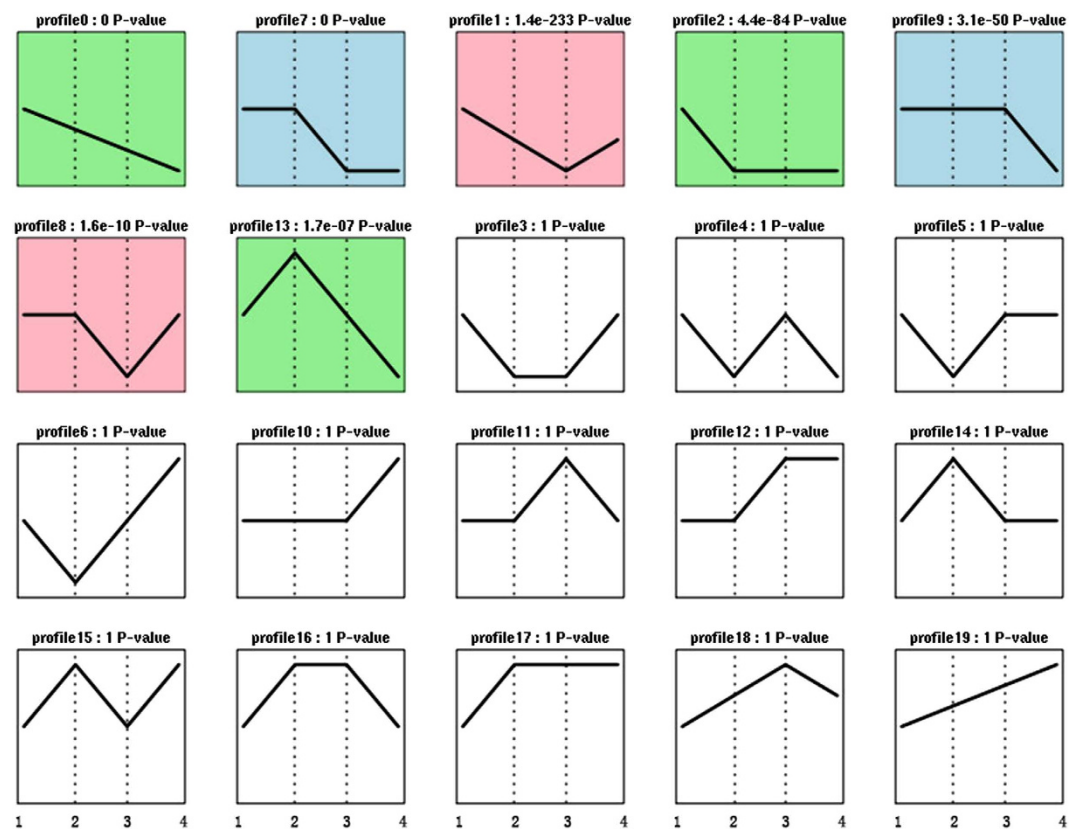 profile0 : 0 P-value
profile7 : 0 P-value
profile1 : 1.4e-233 P-value
profile2 : 4.4e-84 P-value
profile9 : 3.1e-50 P-value
profile8 : 1.6e-10 P-value
profile13 : 1.7e-07 P-value
profile3 : 1 P-value
profile4 : 1 P-value
profile5 : 1 P-value
profile6 : 1 P-value
profile10 : 1 P-value
profile11 : 1 P-value
profile12 : 1 P-value
profile14 : 1 P-value
profile15 : 1 P-value
profile16 : 1 P-value
profile17 : 1 P-value
profile18 : 1 P-value
profile19 : 1 P-value
1 2 3 4
1 2 3 4
1 2 3 4
1 2 3 4
1 2 3 4